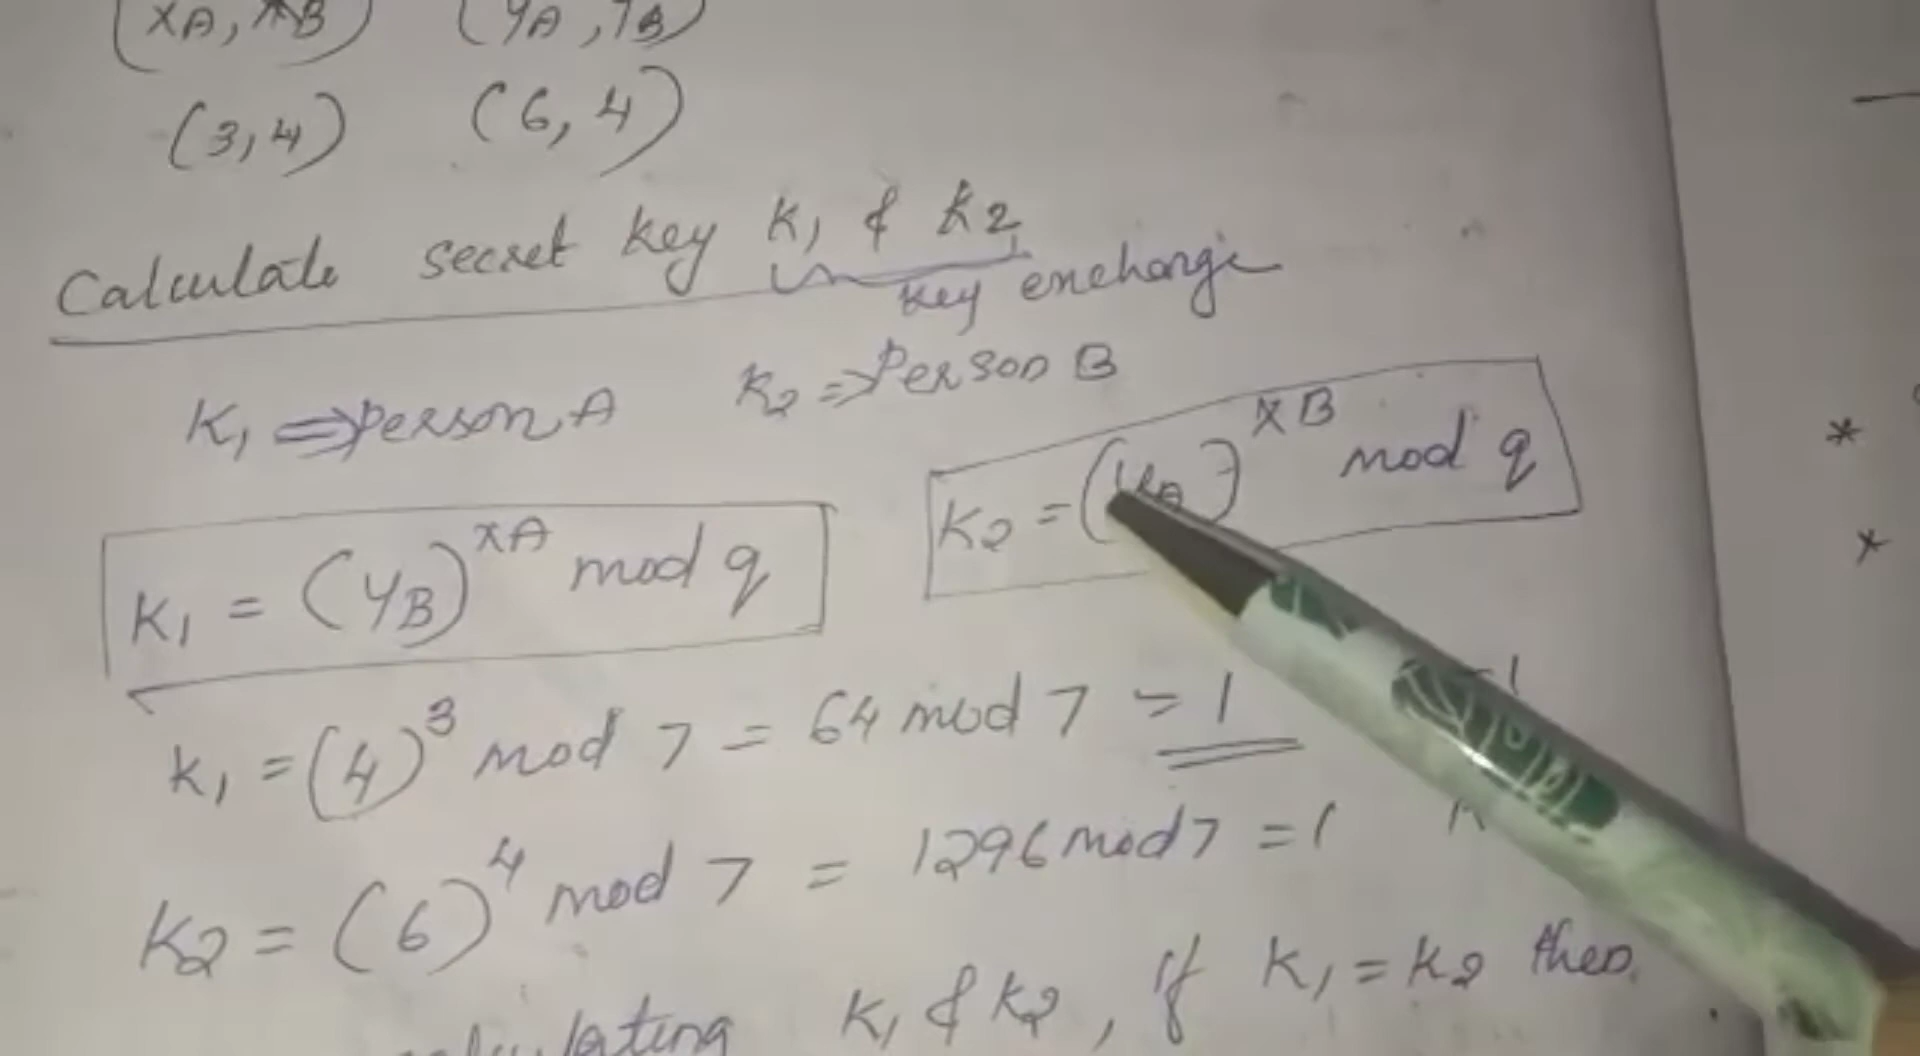 (XA, XB) (YA, YB)
(3,4) (6,4)
Calculate secret key K1 & K2
key exchange
K1 ⇒ Person A K2 ⇒ Person B
K1 = (YB)^XA mod q K2 = (YA)^XB mod q
K1 = (4)^3 mod 7 = 64 mod 7 = 1
K2 = (6)^4 mod 7 = 1296 mod 7 = 1
K1 & K2, if K1 = K2 then